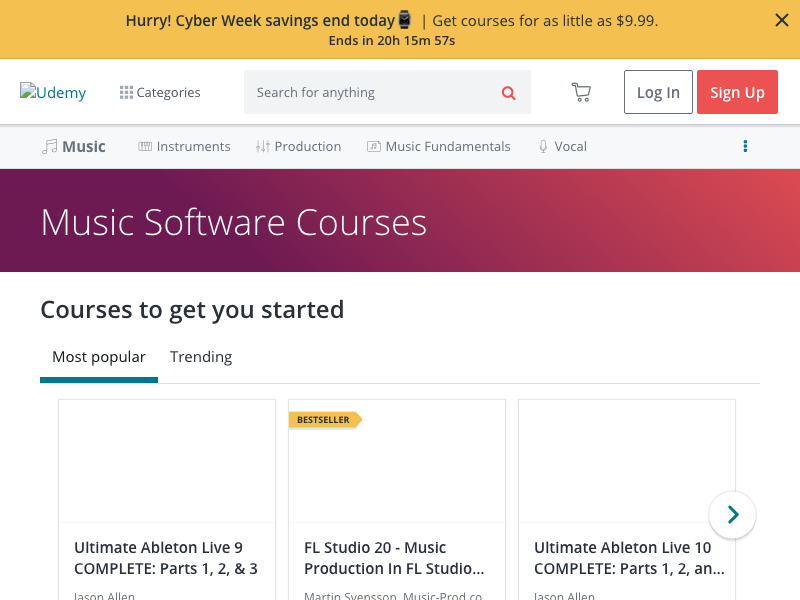 Hurry! Cyber Week savings end today | Get courses for as little as $9.99.
Ends in 20h 15m 57s
Udemy
Categories
Search for anything
Log In
Sign Up
Music
Instruments
Production
Music Fundamentals
Vocal
Music Software Courses
Courses to get you started
Most popular
Trending
BESTSELLER
Ultimate Ableton Live 9
COMPLETE: Parts 1, 2, & 3
Jason Allen
FL Studio 20 - Music
Production In FL Studio...
Martin Svensson, Music-Prod.co
Ultimate Ableton Live 10
COMPLETE: Parts 1, 2, an...
Jason Allen